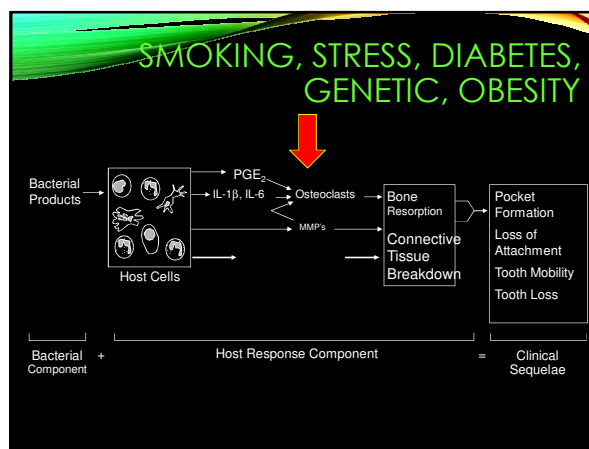 SMOKING, STRESS, DIABETES,
GENETIC, OBESITY
Bacterial
Products
Host Cells
PGE2
IL-1β, IL-6
Osteoclasts
MMP's
Bone
Resorption
Connective
Tissue
Breakdown
Pocket
Formation
Loss of
Attachment
Tooth Mobility
Tooth Loss
Bacterial
Component
+
Host Response Component
=
Clinical
Sequelae